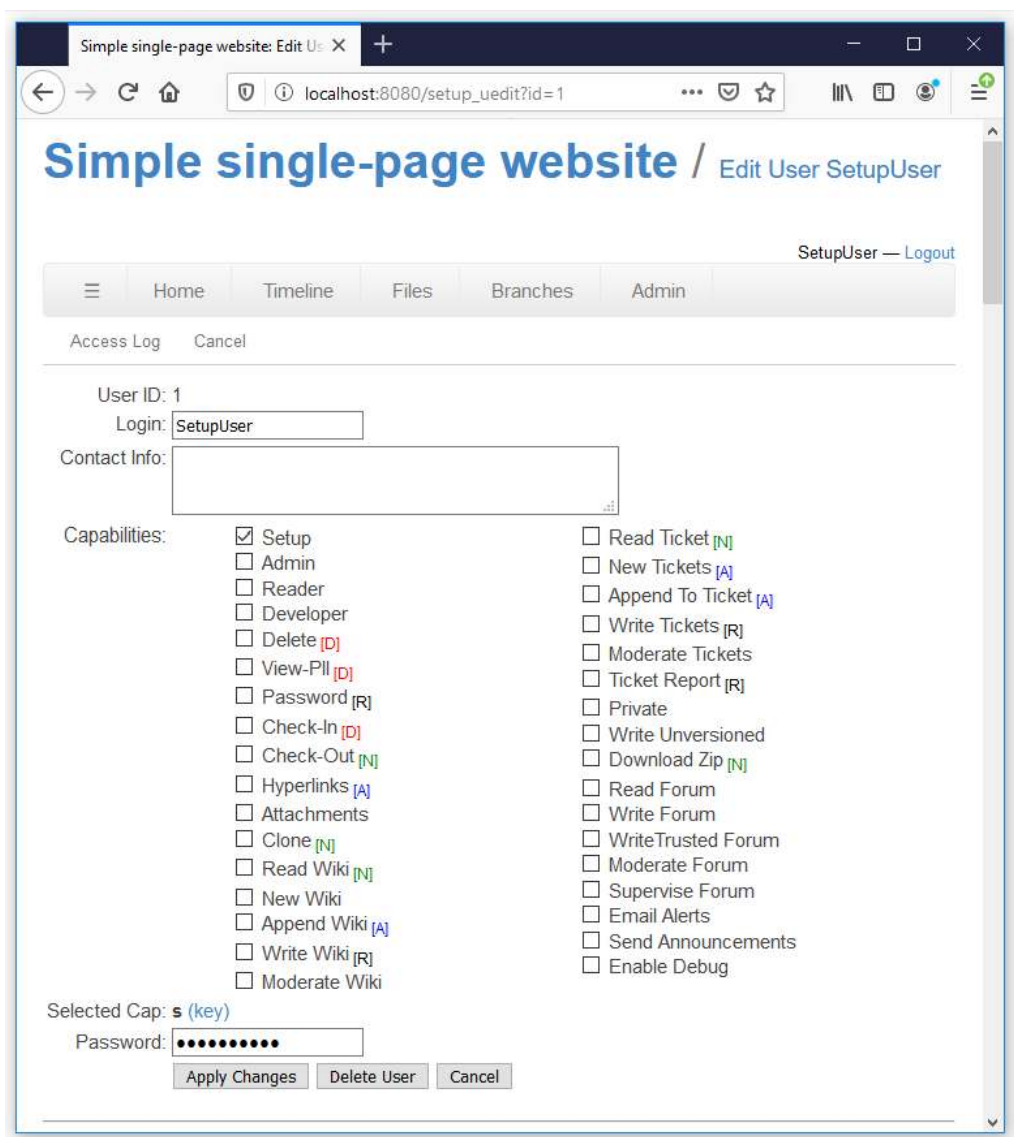 Simple single-page website: Edit Us
localhost:8080/setup_uedit?id=1
Simple single-page website / Edit User SetupUser
SetupUser — Logout
☰ Home Timeline Files Branches Admin
Access Log Cancel
User ID: 1
Login: SetupUser
Contact Info:
Capabilities:
Setup
Admin
Reader
Developer
Delete [D]
View-PII [D]
Password [R]
Check-In [D]
Check-Out [N]
Hyperlinks [A]
Attachments
Clone [N]
Read Wiki [N]
New Wiki
Append Wiki [A]
Write Wiki [R]
Moderate Wiki
Read Ticket [N]
New Tickets [A]
Append To Ticket [A]
Write Tickets [R]
Moderate Tickets
Ticket Report [R]
Private
Write Unversioned
Download Zip [N]
Read Forum
Write Forum
WriteTrusted Forum
Moderate Forum
Supervise Forum
Email Alerts
Send Announcements
Enable Debug
Selected Cap: s (key)
Password: ●●●●●●●●●●
Apply Changes Delete User Cancel